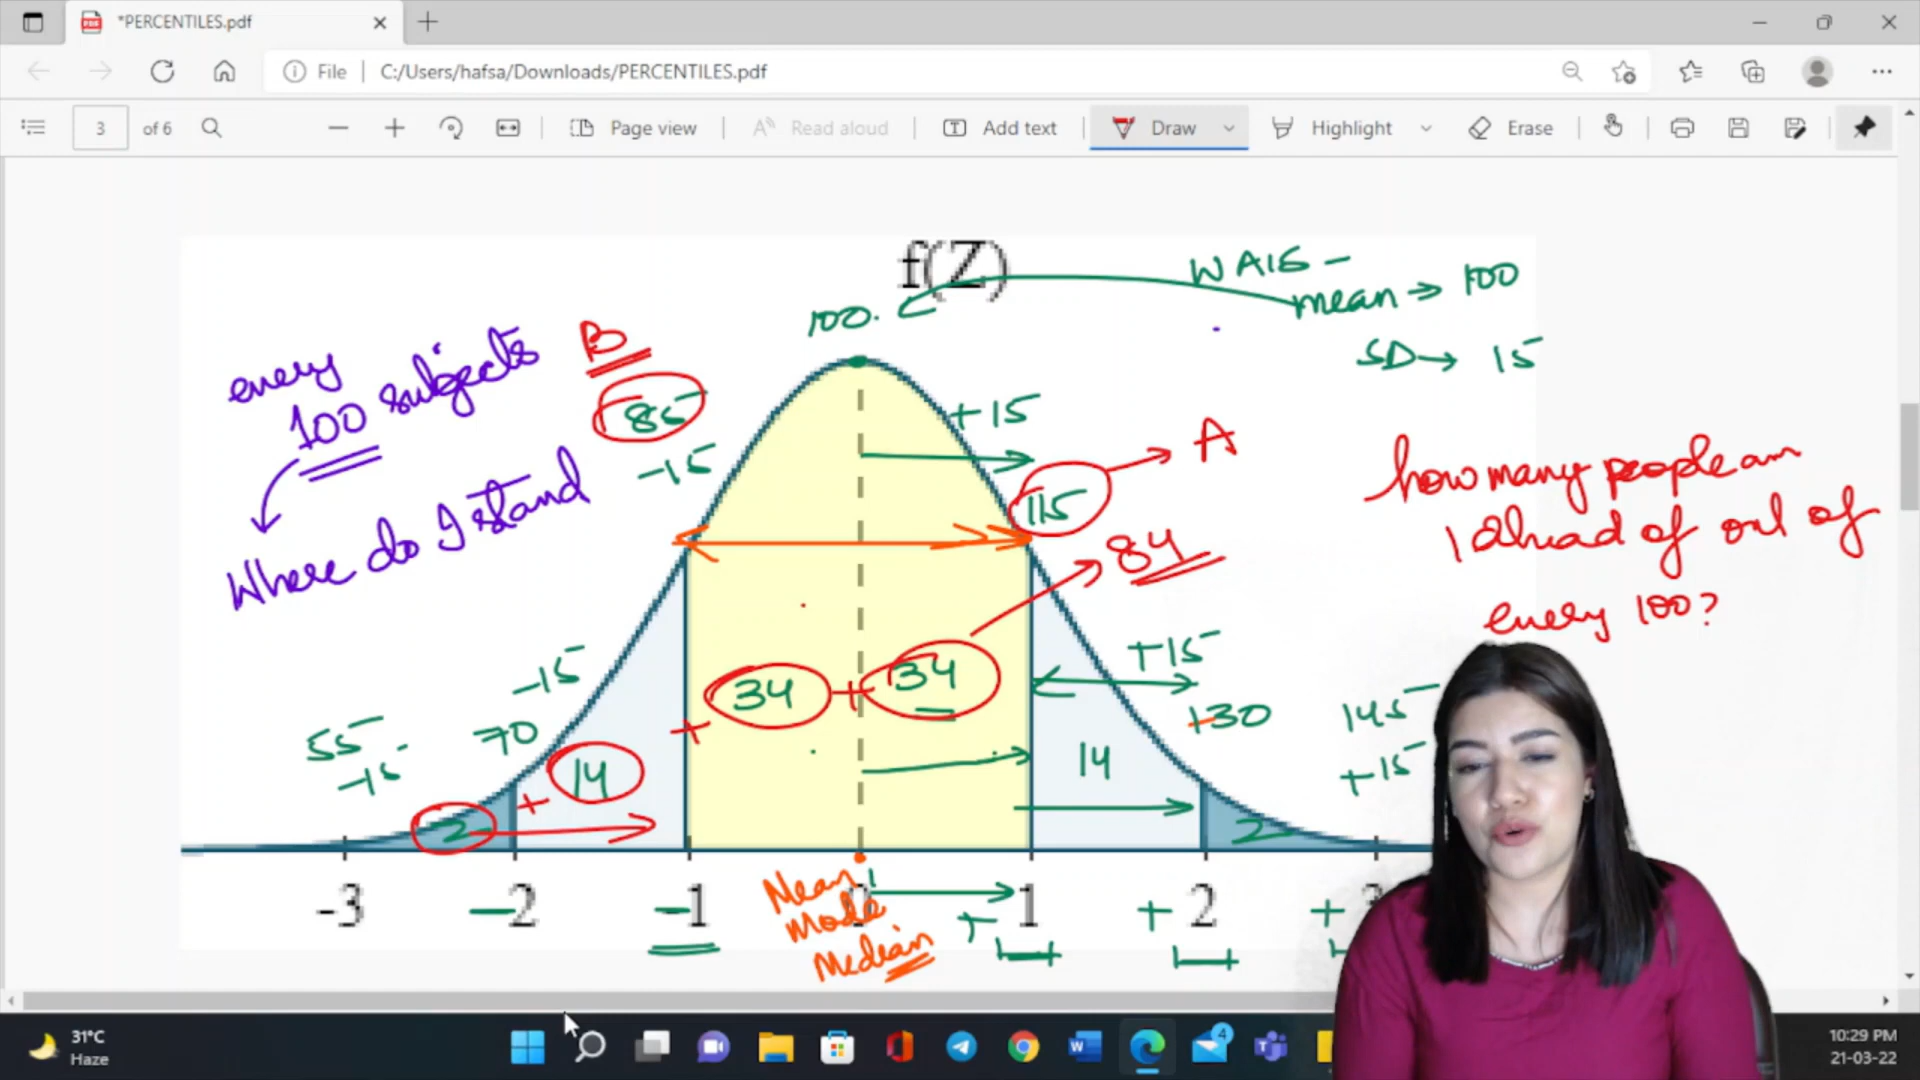 *PERCENTILES.pdf
File C:/Users/hafsa/Downloads/PERCENTILES.pdf
3 of 6 Page view Read aloud Add text Draw Highlight Erase
f(Z)
WAIS -
mean → 100
SD → 15
100.
every
100 subjects
Where do I stand
B
85
-15
+15
115 → A
84
how many people am
I ahead of out of
every 100?
-15
34 + 34
+15
+30
145
+15
55
-15
70
+
14
+
2
14
2
-3 -2 -1 0 1 2
+ + +
Mean
Mode
Median
31°C
Haze
4
10:29 PM
21-03-22